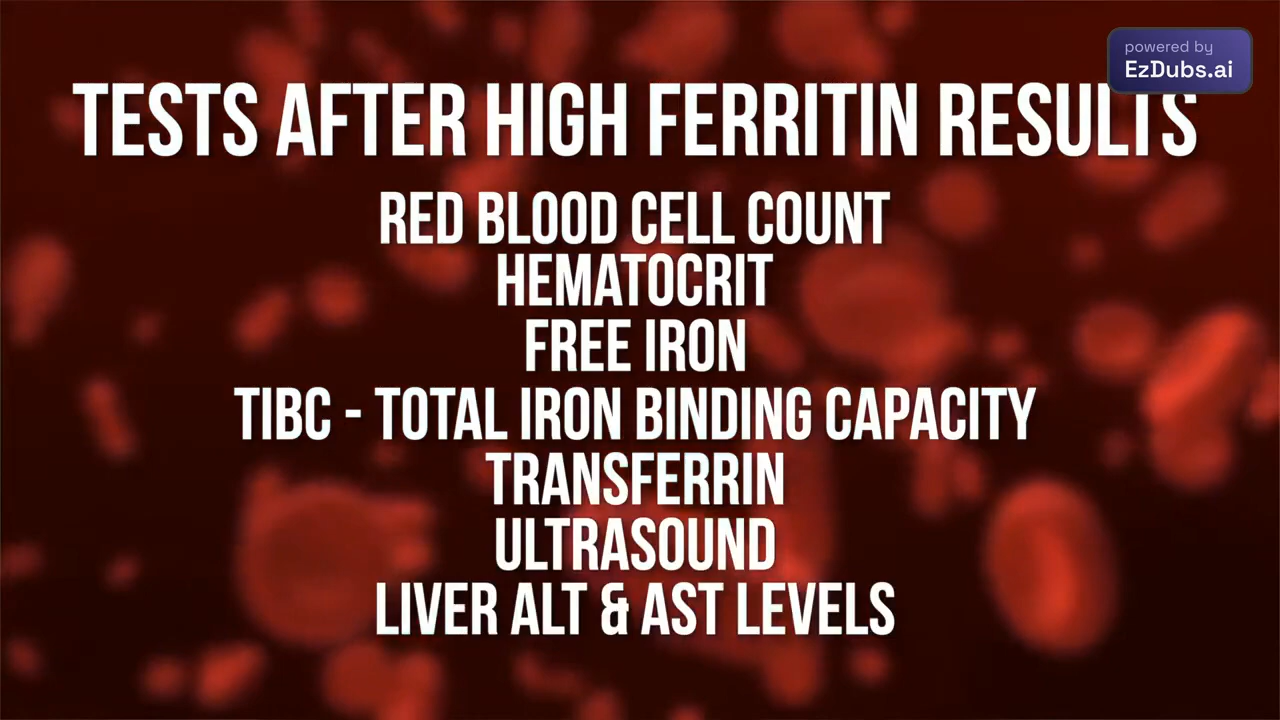 powered by
EzDubs.ai
TESTS AFTER HIGH FERRITIN RESULTS
RED BLOOD CELL COUNT
HEMATOCRIT
FREE IRON
TIBC - TOTAL IRON BINDING CAPACITY
TRANSFERRIN
ULTRASOUND
LIVER ALT & AST LEVELS